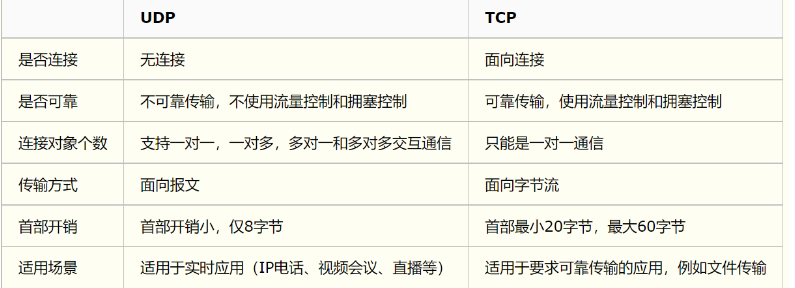 UDP TCP
是否连接 无连接 面向连接
是否可靠 不可靠传输，不使用流量控制和拥塞控制 可靠传输，使用流量控制和拥塞控制
连接对象个数 支持一对一，一对多，多对一和多对多交互通信 只能是一对一通信
传输方式 面向报文 面向字节流
首部开销 首部开销小，仅8字节 首部最小20字节，最大60字节
适用场景 适用于实时应用（IP电话、视频会议、直播等） 适用于要求可靠传输的应用，例如文件传输